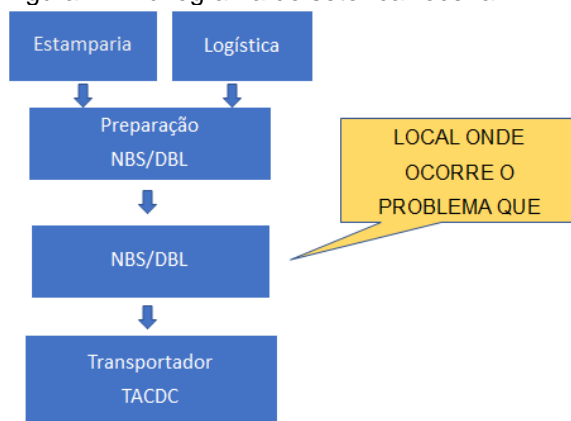 Estamparia
Logística
Preparação
NBS/DBL
LOCAL ONDE
OCORRE O
PROBLEMA QUE
NBS/DBL
Transportador
TACDC